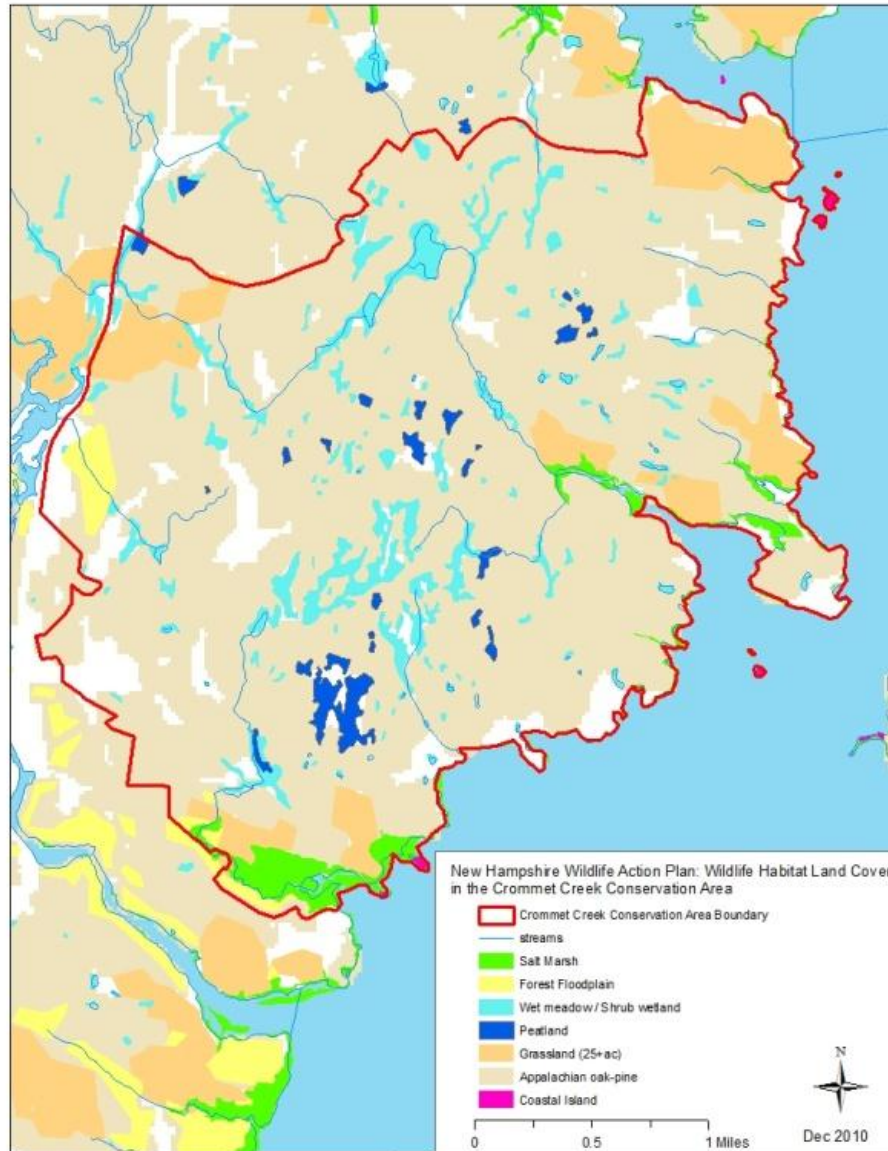 New Hampshire Wildlife Action Plan: Wildlife Habitat Land Cover
in the Crommet Creek Conservation Area
Crommet Creek Conservation Area Boundary
streams
Salt Marsh
Forest Floodplain
Wet meadow / Shrub wetland
Peatland
Grassland (25+ac)
Appalachian oak-pine
Coastal Island
N
0 0.5 1 Miles
Dec 2010